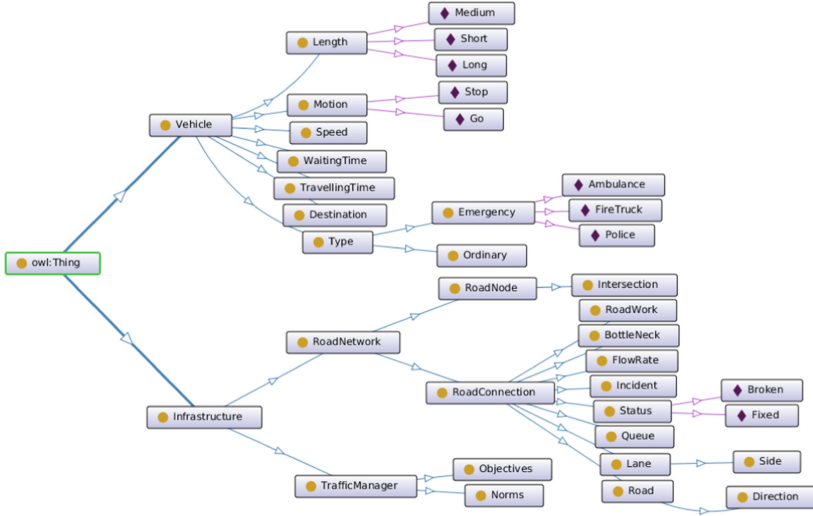 owl:Thing
Vehicle
Length
Medium
Short
Long
Motion
Stop
Go
Speed
WaitingTime
TravellingTime
Destination
Type
Emergency
Ambulance
FireTruck
Police
Ordinary
Infrastructure
RoadNetwork
RoadNode
Intersection
RoadConnection
RoadWork
BottleNeck
FlowRate
Incident
Status
Broken
Fixed
Queue
Lane
Side
Road
Direction
TrafficManager
Objectives
Norms